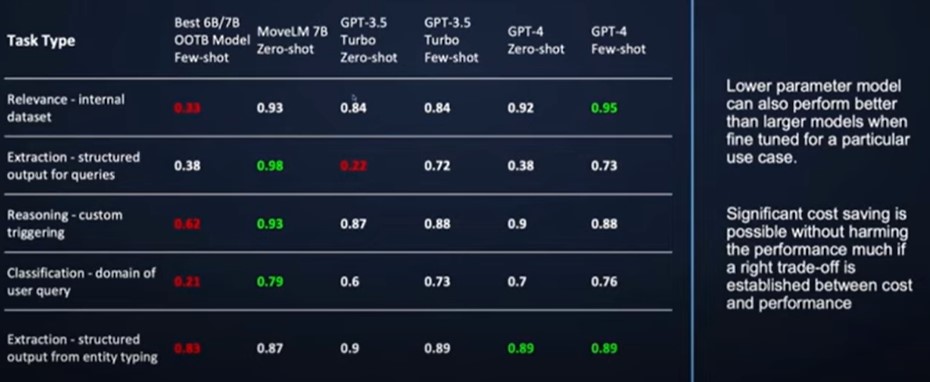 Task Type
Best 6B/7B
OOTB Model
Few-shot
MoveLM 7B
Zero-shot
GPT-3.5
Turbo
Zero-shot
GPT-3.5
Turbo
Few-shot
GPT-4
Zero-shot
GPT-4
Few-shot
Relevance - internal
dataset
0.33 0.93 0.84 0.84 0.92 0.95
Extraction - structured
output for queries
0.38 0.98 0.22 0.72 0.38 0.73
Reasoning - custom
triggering
0.62 0.93 0.87 0.88 0.9 0.88
Classification - domain of
user query
0.21 0.79 0.6 0.73 0.7 0.76
Extraction - structured
output from entity typing
0.83 0.87 0.9 0.89 0.89 0.89
Lower parameter model
can also perform better
than larger models when
fine tuned for a particular
use case.
Significant cost saving is
possible without harming
the performance much if
a right trade-off is
established between cost
and performance